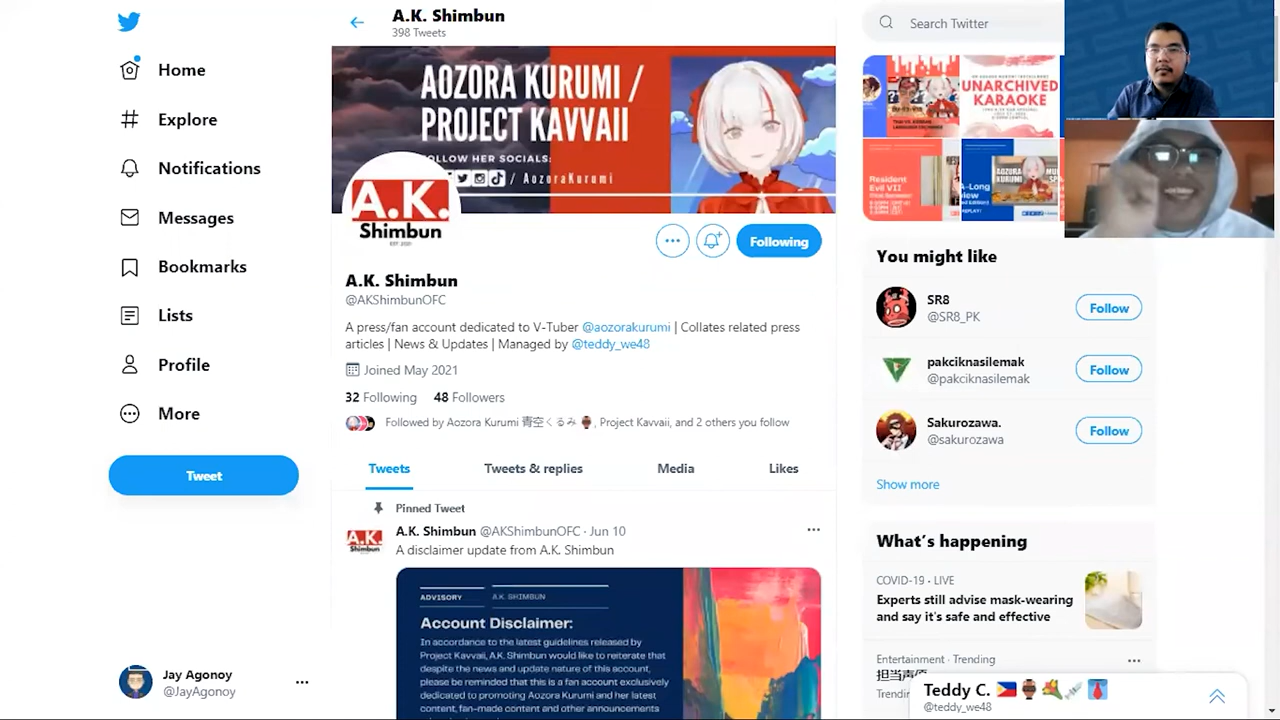 A.K. Shimbun
398 Tweets
Search Twitter
Home
Explore
Notifications
Messages
Bookmarks
Lists
Profile
More
Tweet
Jay Agonoy
@JayAgonoy
AOZORA KURUMI /
PROJECT KAVVAII
FOLLOW HER SOCIALS:
/ AozoraKurumi
A.K.
Shimbun
Following
A.K. Shimbun
@AKShimbunOFC
A press/fan account dedicated to V-Tuber @aozorakurumi | Collates related press
articles | News & Updates | Managed by @teddy_we48
Joined May 2021
32 Following 48 Followers
Followed by Aozora Kurumi 青空くるみ, Project Kavvaii, and 2 others you follow
Tweets Tweets & replies Media Likes
Pinned Tweet
A.K. Shimbun @AKShimbunOFC · Jun 10
A disclaimer update from A.K. Shimbun
A.K.
Shimbun
ADVISORY A.K. SHIMBUN
Account Disclaimer:
In accordance to the latest guidelines released by
Project Kavvaii, A.K. Shimbun would like to reiterate that
despite the news and update nature of this account,
please be reminded that this is a fan account exclusively
dedicated to promoting Aozora Kurumi and her latest
content, fan-made content and other announcements
UNARCHIVED
KARAOKE
Resident
Evil VII
You might like
SR8
@SR8_PK
Follow
pakciknasilemak
@pakciknasilemak
Follow
Sakurozawa.
@sakurozawa
Follow
Show more
What's happening
COVID-19 · LIVE
Experts still advise mask-wearing
and say it's safe and effective
Entertainment · Trending
担当声優
Teddy C.
@teddy_we48